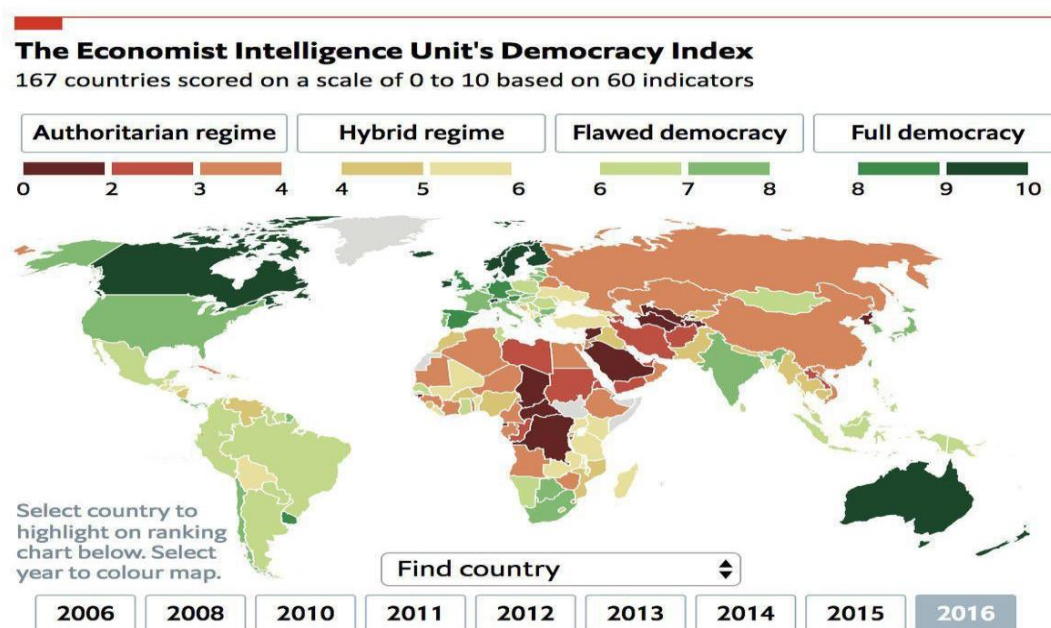 The Economist Intelligence Unit's Democracy Index
167 countries scored on a scale of 0 to 10 based on 60 indicators
Authoritarian regime Hybrid regime Flawed democracy Full democracy
0 2 3 4 4 5 6 6 7 8 8 9 10
Select country to
highlight on ranking
chart below. Select
year to colour map.
Find country
2006 2008 2010 2011 2012 2013 2014 2015 2016